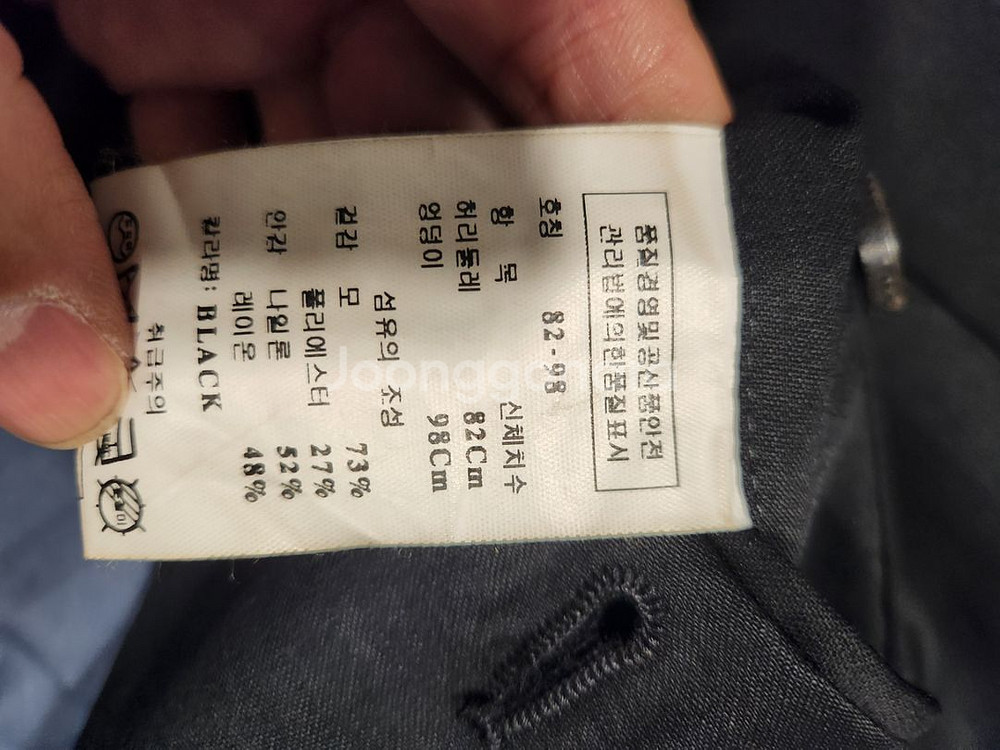 품질경영및공산품안전
관리법에의한품질표시
호칭 82-98
항 목 신체치수
허리둘레 82Cm
엉덩이 98Cm
섬유의 조성
겉감 모 73%
폴리에스터 27%
안감 나일론 52%
레이온 48%
칼라명: BLACK
취급주의